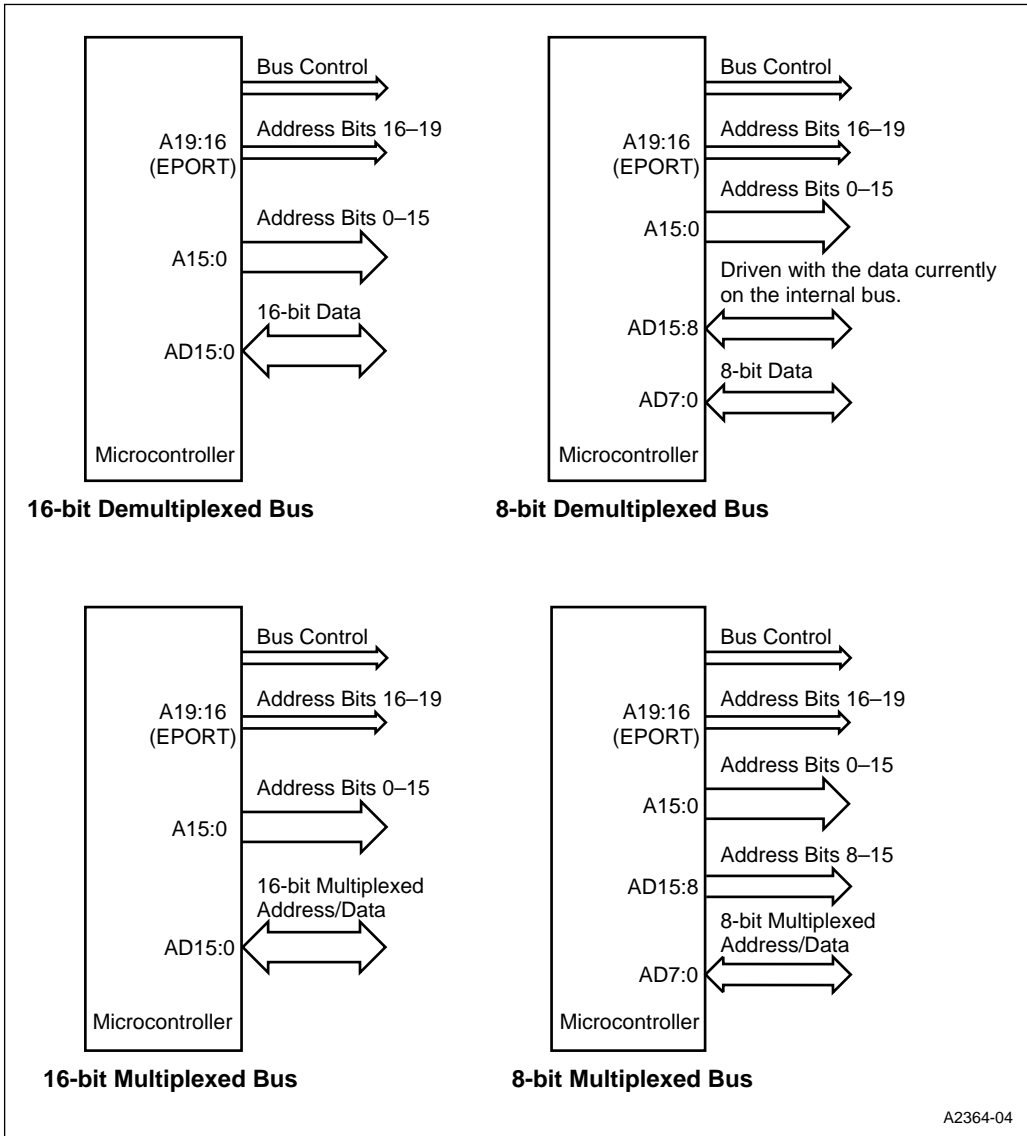 Bus Control
A19:16
(EPORT)
Address Bits 16–19
A15:0
Address Bits 0–15
AD15:0
16-bit Data
Microcontroller
16-bit Demultiplexed Bus
Bus Control
A19:16
(EPORT)
Address Bits 16–19
A15:0
Address Bits 0–15
Driven with the data currently
on the internal bus.
AD15:8
8-bit Data
AD7:0
Microcontroller
8-bit Demultiplexed Bus
Bus Control
A19:16
(EPORT)
Address Bits 16–19
A15:0
Address Bits 0–15
16-bit Multiplexed
Address/Data
AD15:0
Microcontroller
16-bit Multiplexed Bus
Bus Control
A19:16
(EPORT)
Address Bits 16–19
A15:0
Address Bits 0–15
AD15:8
Address Bits 8–15
8-bit Multiplexed
Address/Data
AD7:0
Microcontroller
8-bit Multiplexed Bus
A2364-04